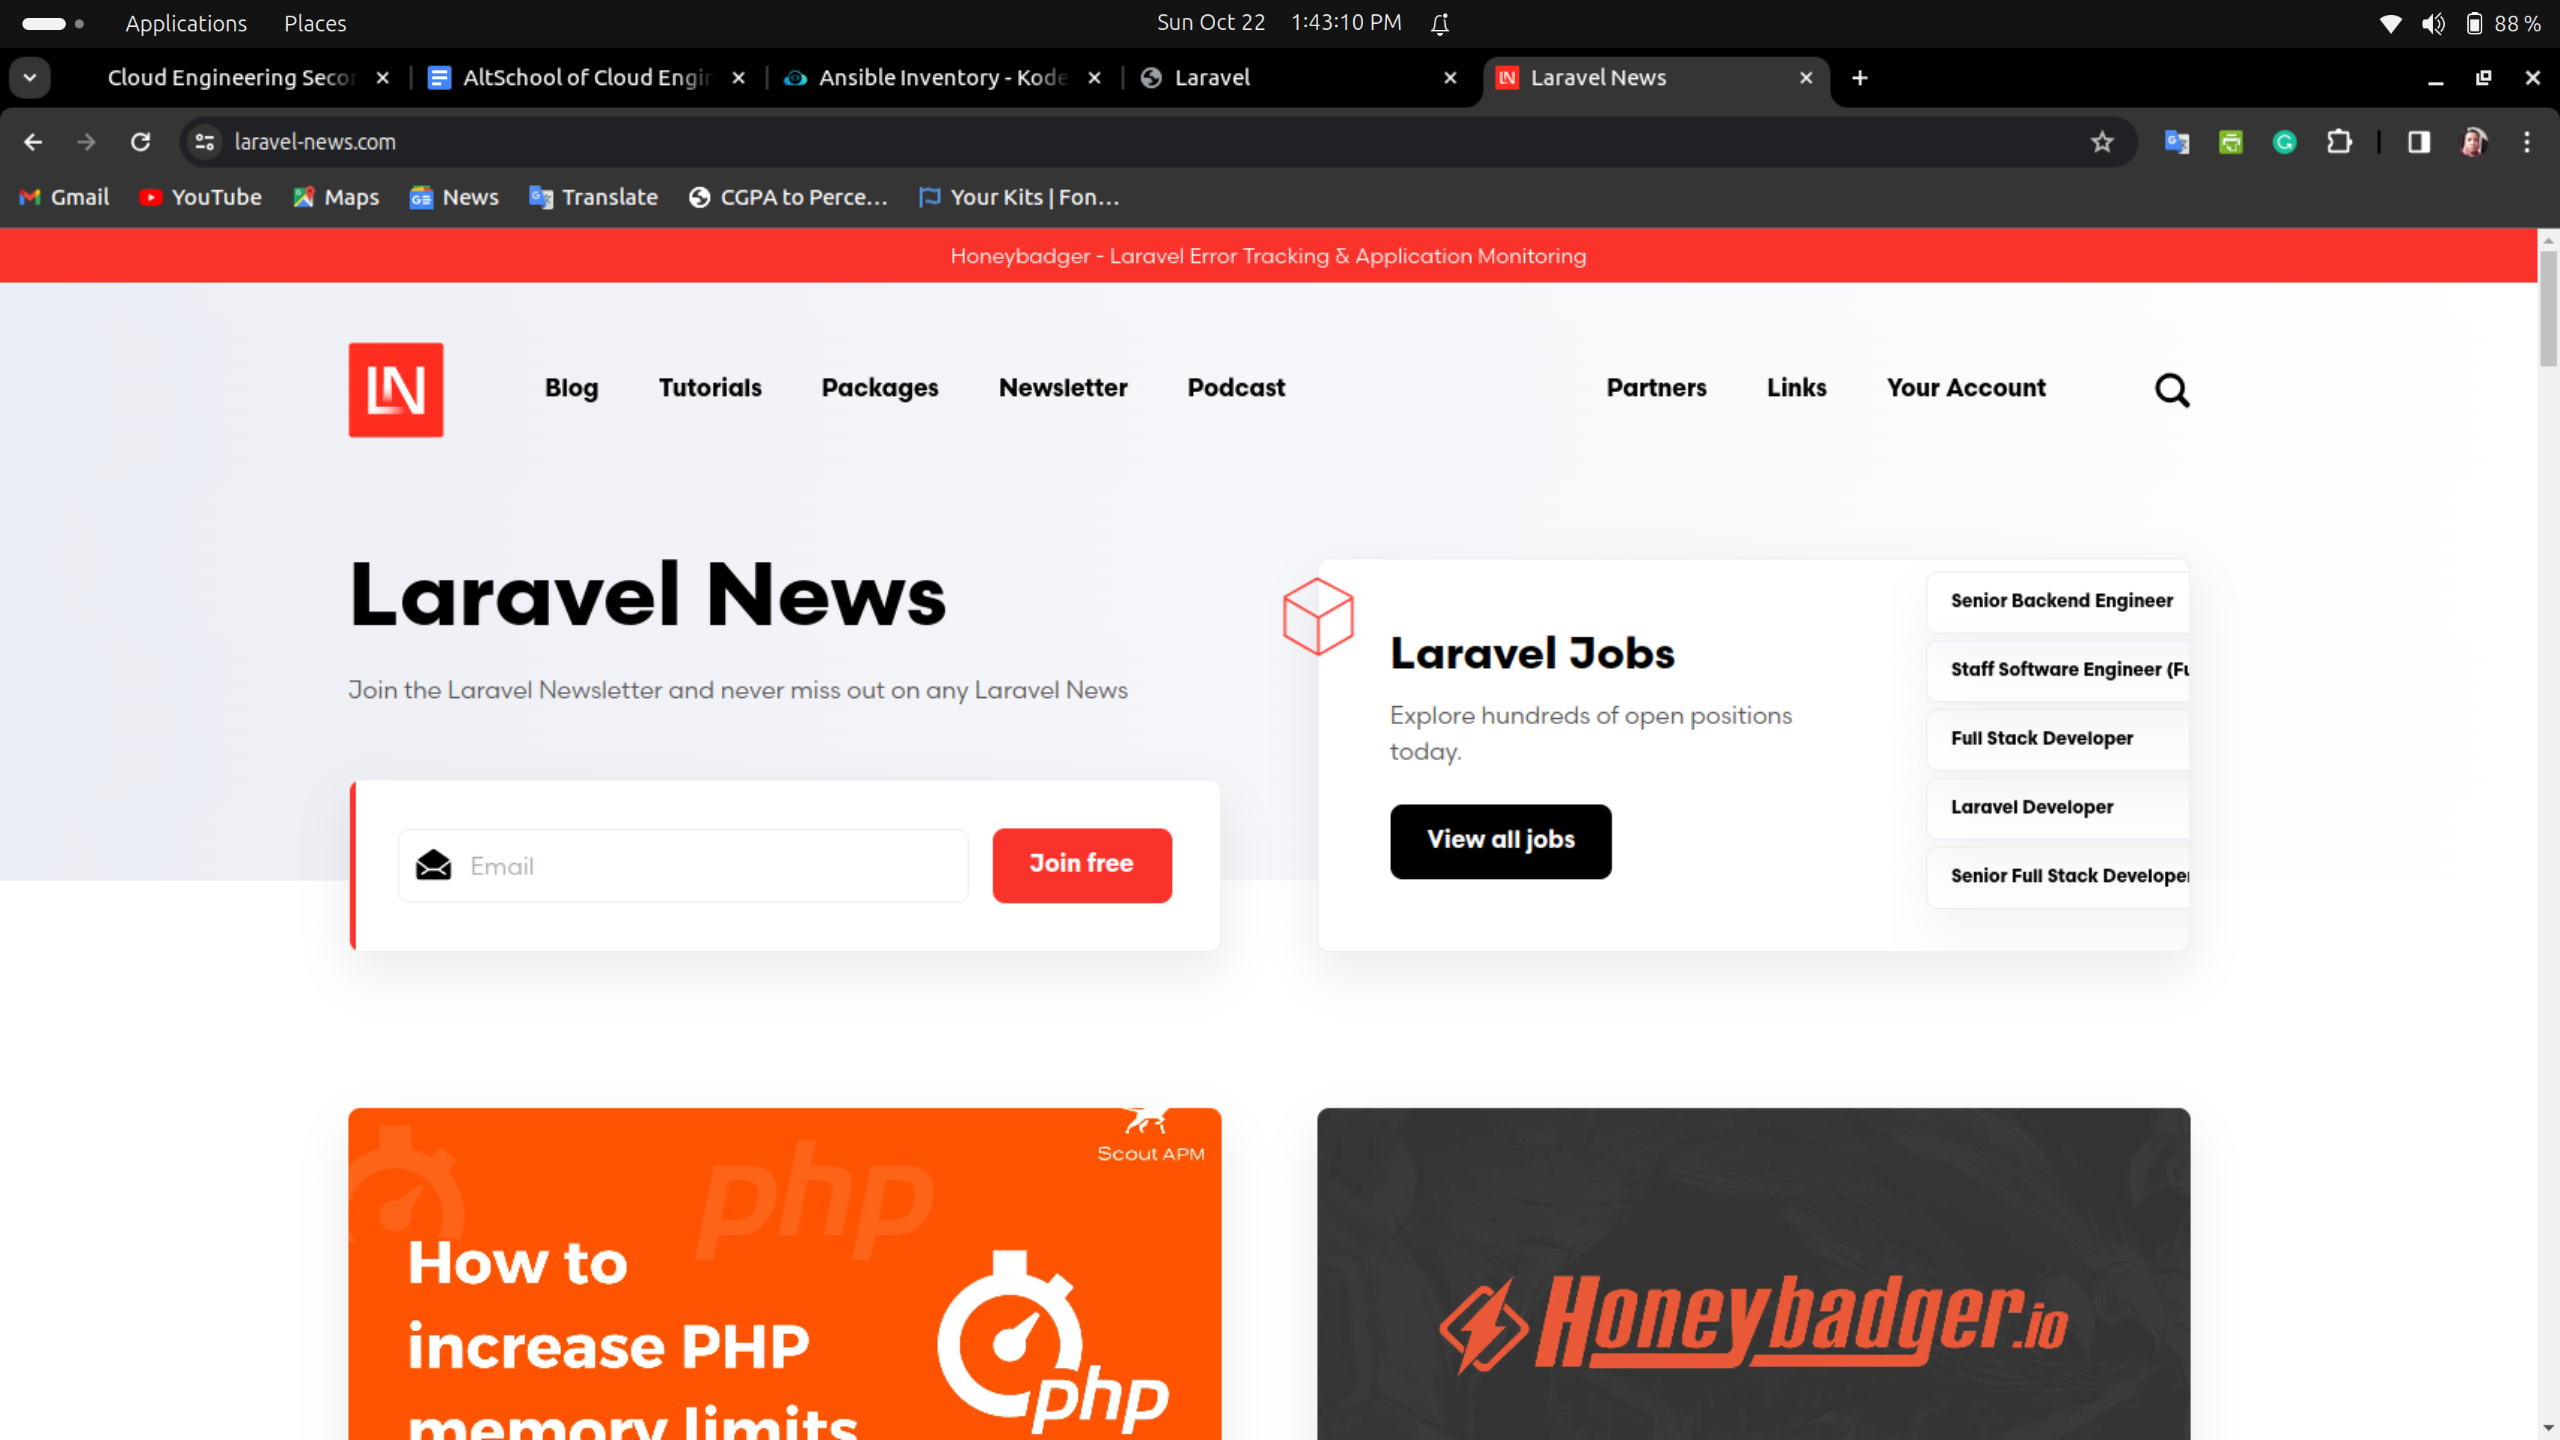 Applications Places Sun Oct 22 1:43:10 PM 88 %
Cloud Engineering Secon AltSchool of Cloud Engin Ansible Inventory - Kode Laravel Laravel News
laravel-news.com
Gmail YouTube Maps News Translate CGPA to Perce... Your Kits | Fon...
Honeybadger - Laravel Error Tracking & Application Monitoring
LN Blog Tutorials Packages Newsletter Podcast Partners Links Your Account
Laravel News
Join the Laravel Newsletter and never miss out on any Laravel News
Email Join free
Laravel Jobs
Explore hundreds of open positions
today.
View all jobs
Senior Backend Engineer
Staff Software Engineer (Fu
Full Stack Developer
Laravel Developer
Senior Full Stack Developer
Scout APM
php
How to
increase PHP
memory limits
php
Honeybadger.io